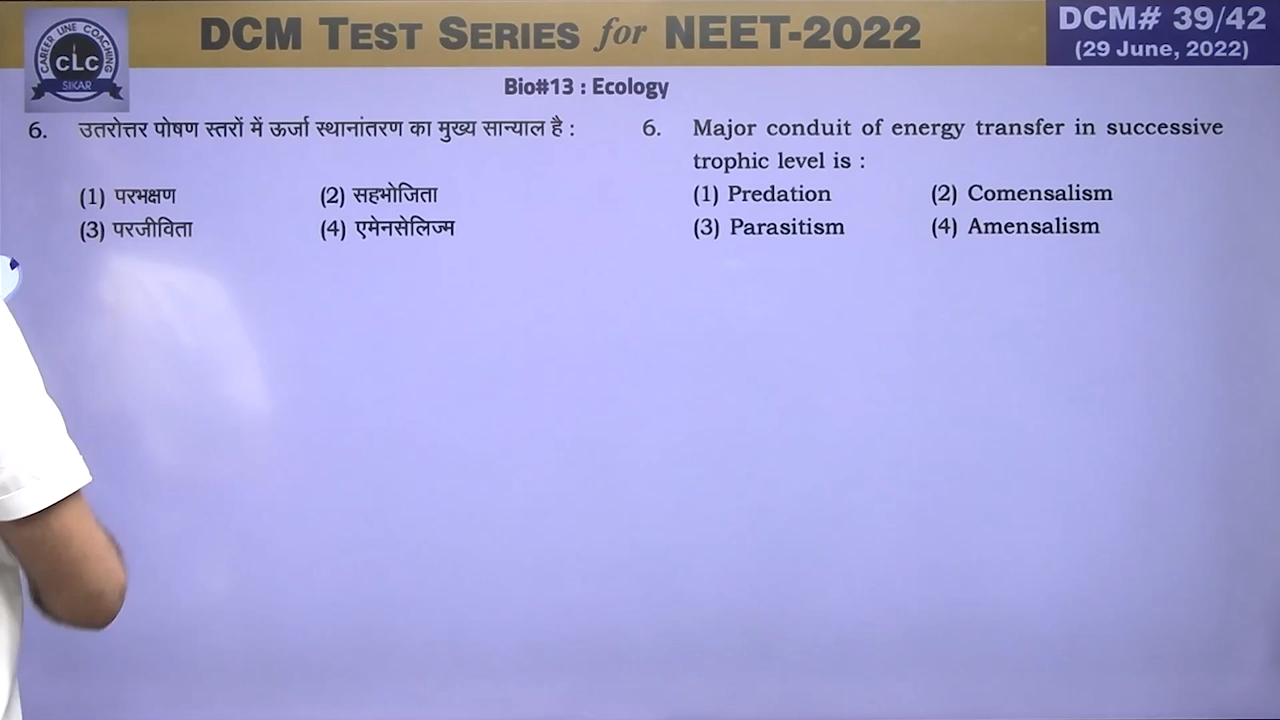 CAREER LINE COACHING
CLC
SIKAR
DCM TEST SERIES for NEET-2022
DCM# 39/42
(29 June, 2022)
Bio#13 : Ecology
6. उतरोत्तर पोषण स्तरों में ऊर्जा स्थानांतरण का मुख्य सान्याल है :
(1) परभक्षण (2) सहभोजिता
(3) परजीविता (4) एमेनसेलिज्म
6. Major conduit of energy transfer in successive
trophic level is :
(1) Predation (2) Comensalism
(3) Parasitism (4) Amensalism